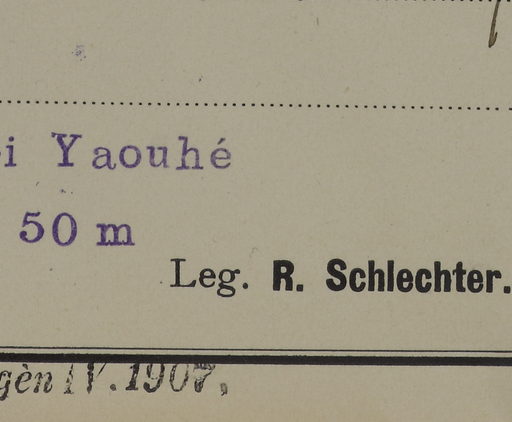 i Yaouhé
50 m
Leg. R. Schlechter.
gèn IV. 1907,